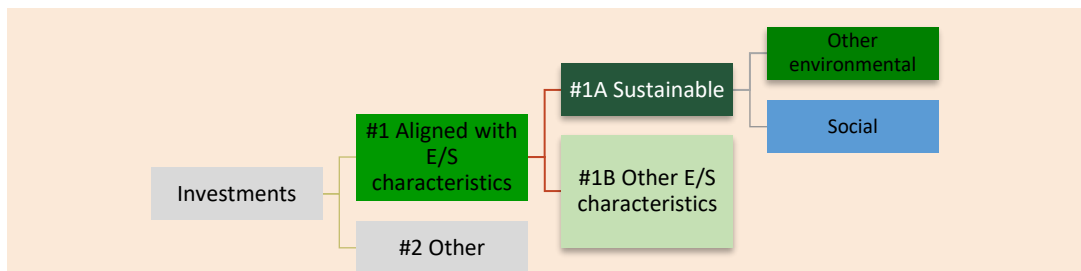 Investments
#1 Aligned with
E/S
characteristics
#2 Other
#1A Sustainable
#1B Other E/S
characteristics
Other
environmental
Social